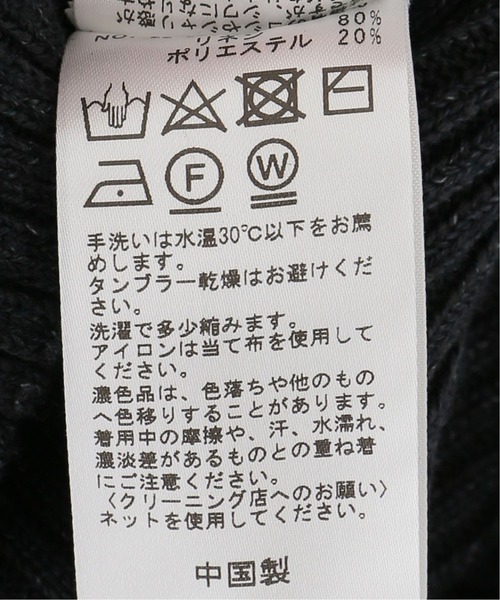 80%
ポリエステル 20%
F W
手洗いは水温30℃以下をお薦
めします。
タンブラー乾燥はお避けくだ
さい。
洗濯で多少縮みます。
アイロンは当て布を使用して
ください。
濃色品は、色落ちや他のもの
へ色移りすることがあります。
着用中の摩擦や、汗、水濡れ、
濃淡差があるものとの重ね着
にご注意ください。
〈クリーニング店へのお願い〉
ネットを使用してください。
中国製